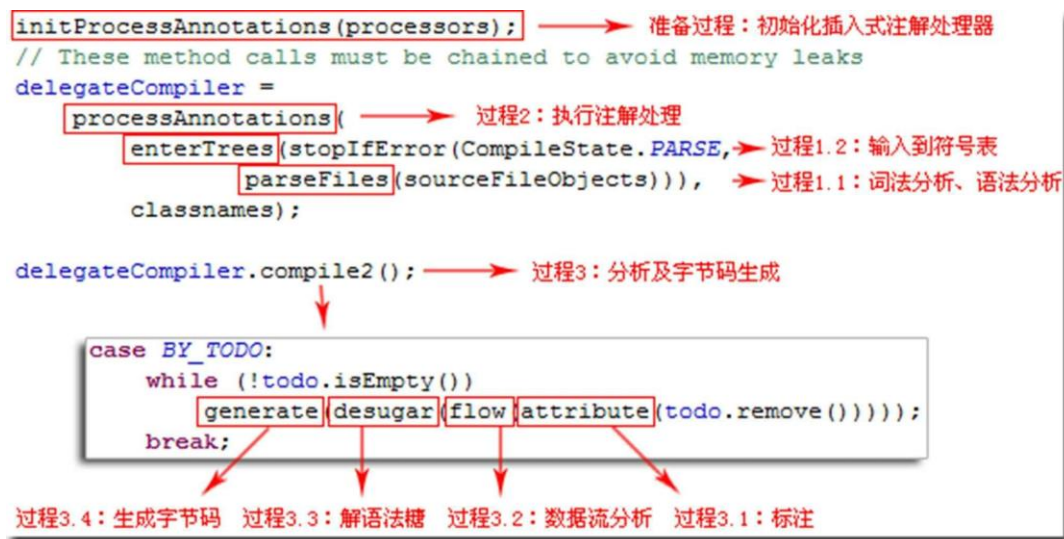 initProcessAnnotations(processors); 准备过程：初始化插入式注解处理器
// These method calls must be chained to avoid memory leaks
delegateCompiler =
processAnnotations( 过程2：执行注解处理
enterTrees(stopIfError(CompileState.PARSE, 过程1.2：输入到符号表
parseFiles(sourceFileObjects))), 过程1.1：词法分析、语法分析
classnames);
delegateCompiler.compile2(); 过程3：分析及字节码生成
case BY_TODO:
while (!todo.isEmpty())
generate(desugar(flow(attribute(todo.remove()))));
break;
过程3.4：生成字节码 过程3.3：解语法糖 过程3.2：数据流分析 过程3.1：标注